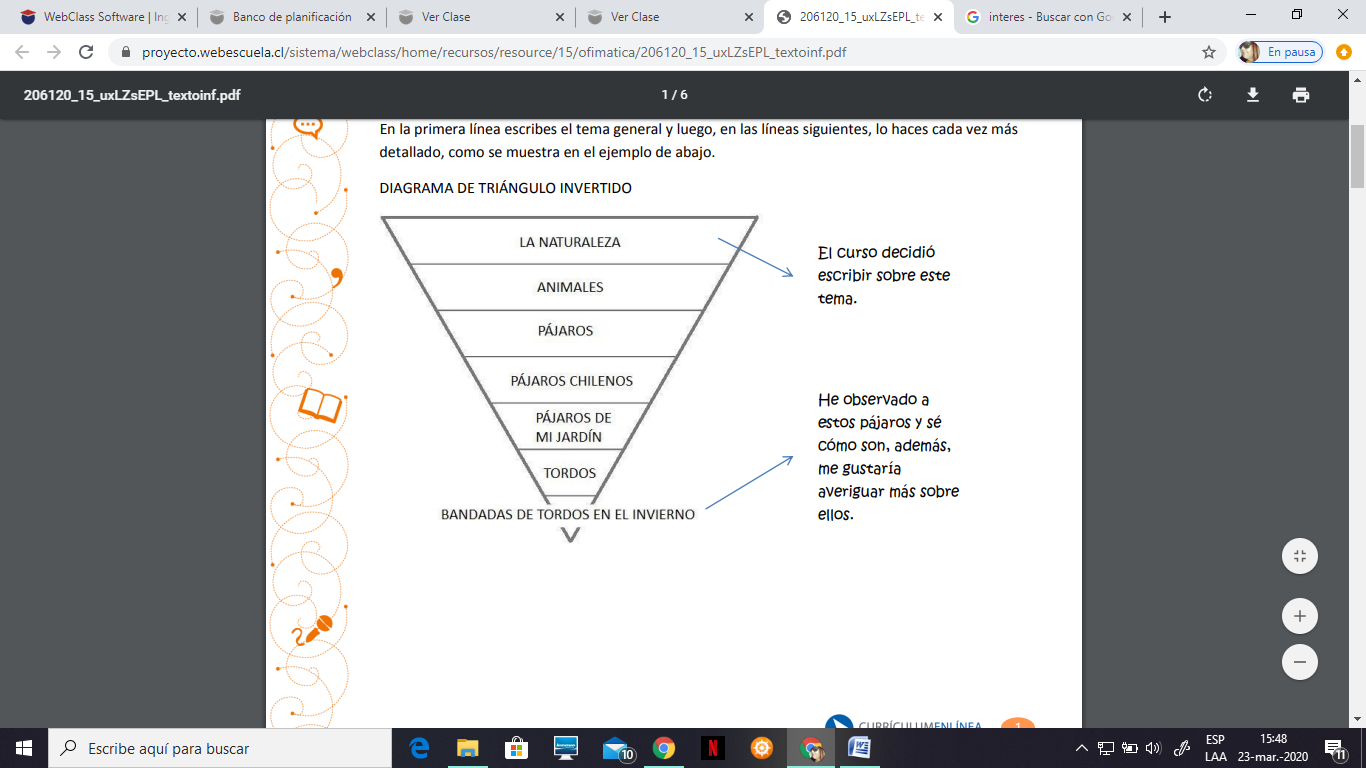 WebClass Software | Ing
Banco de planificación
Ver Clase
Ver Clase
206120_15_uxLZsEPL_te
interes - Buscar con Go
proyecto.webescuela.cl/sistema/webclass/home/recursos/resource/15/ofimatica/206120_15_uxLZsEPL_textoinf.pdf
En pausa
206120_15_uxLZsEPL_textoinf.pdf
1 / 6
En la primera línea escribes el tema general y luego, en las líneas siguientes, lo haces cada vez más
detallado, como se muestra en el ejemplo de abajo.
DIAGRAMA DE TRIÁNGULO INVERTIDO
LA NATURALEZA
ANIMALES
PÁJAROS
PÁJAROS CHILENOS
PÁJAROS DE
MI JARDÍN
TORDOS
BANDADAS DE TORDOS EN EL INVIERNO
El curso decidió
escribir sobre este
tema.
He observado a
estos pájaros y sé
cómo son, además,
me gustaría
averiguar más sobre
ellos.
CURRÍCULUMENLÍNEA
1
Escribe aquí para buscar
10
N
ESP
LAA
15:48
23-mar.-2020
11